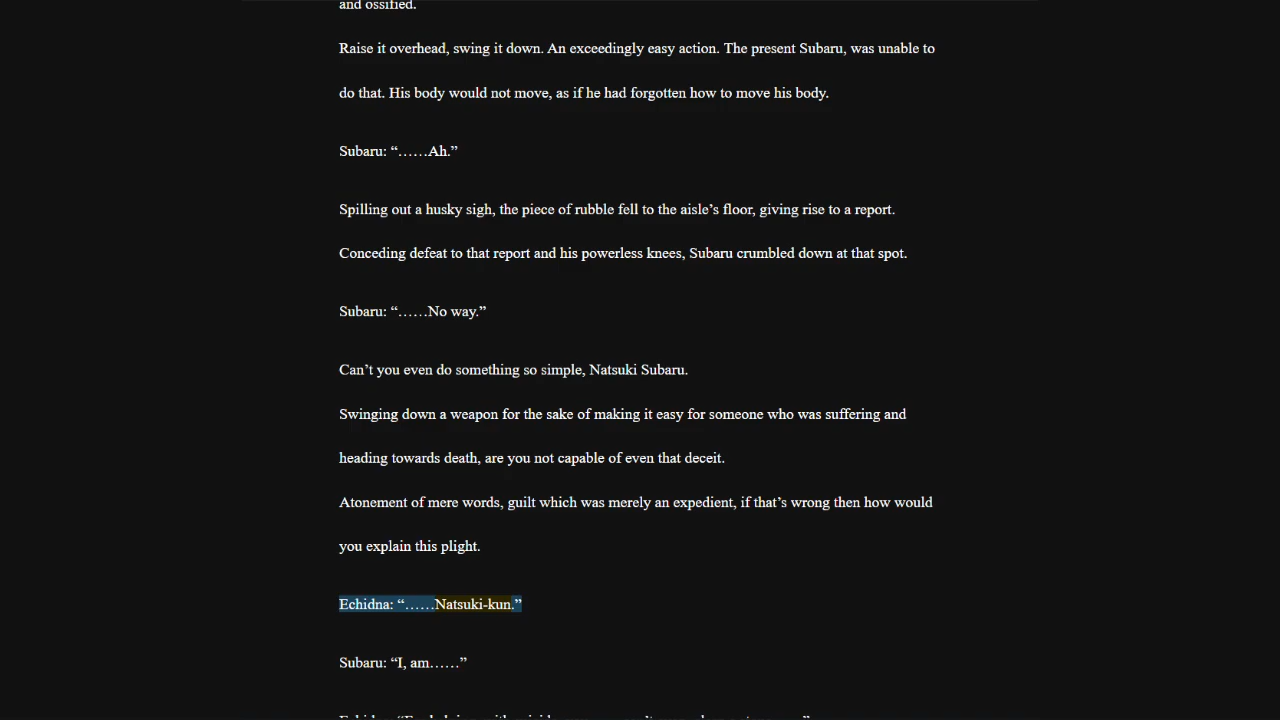 and ossified.
Raise it overhead, swing it down. An exceedingly easy action. The present Subaru, was unable to
do that. His body would not move, as if he had forgotten how to move his body.
Subaru: “……Ah.”
Spilling out a husky sigh, the piece of rubble fell to the aisle’s floor, giving rise to a report.
Conceding defeat to that report and his powerless knees, Subaru crumbled down at that spot.
Subaru: “……No way.”
Can’t you even do something so simple, Natsuki Subaru.
Swinging down a weapon for the sake of making it easy for someone who was suffering and
heading towards death, are you not capable of even that deceit.
Atonement of mere words, guilt which was merely an expedient, if that’s wrong then how would
you explain this plight.
Echidna: “……Natsuki-kun.”
Subaru: “I, am……”